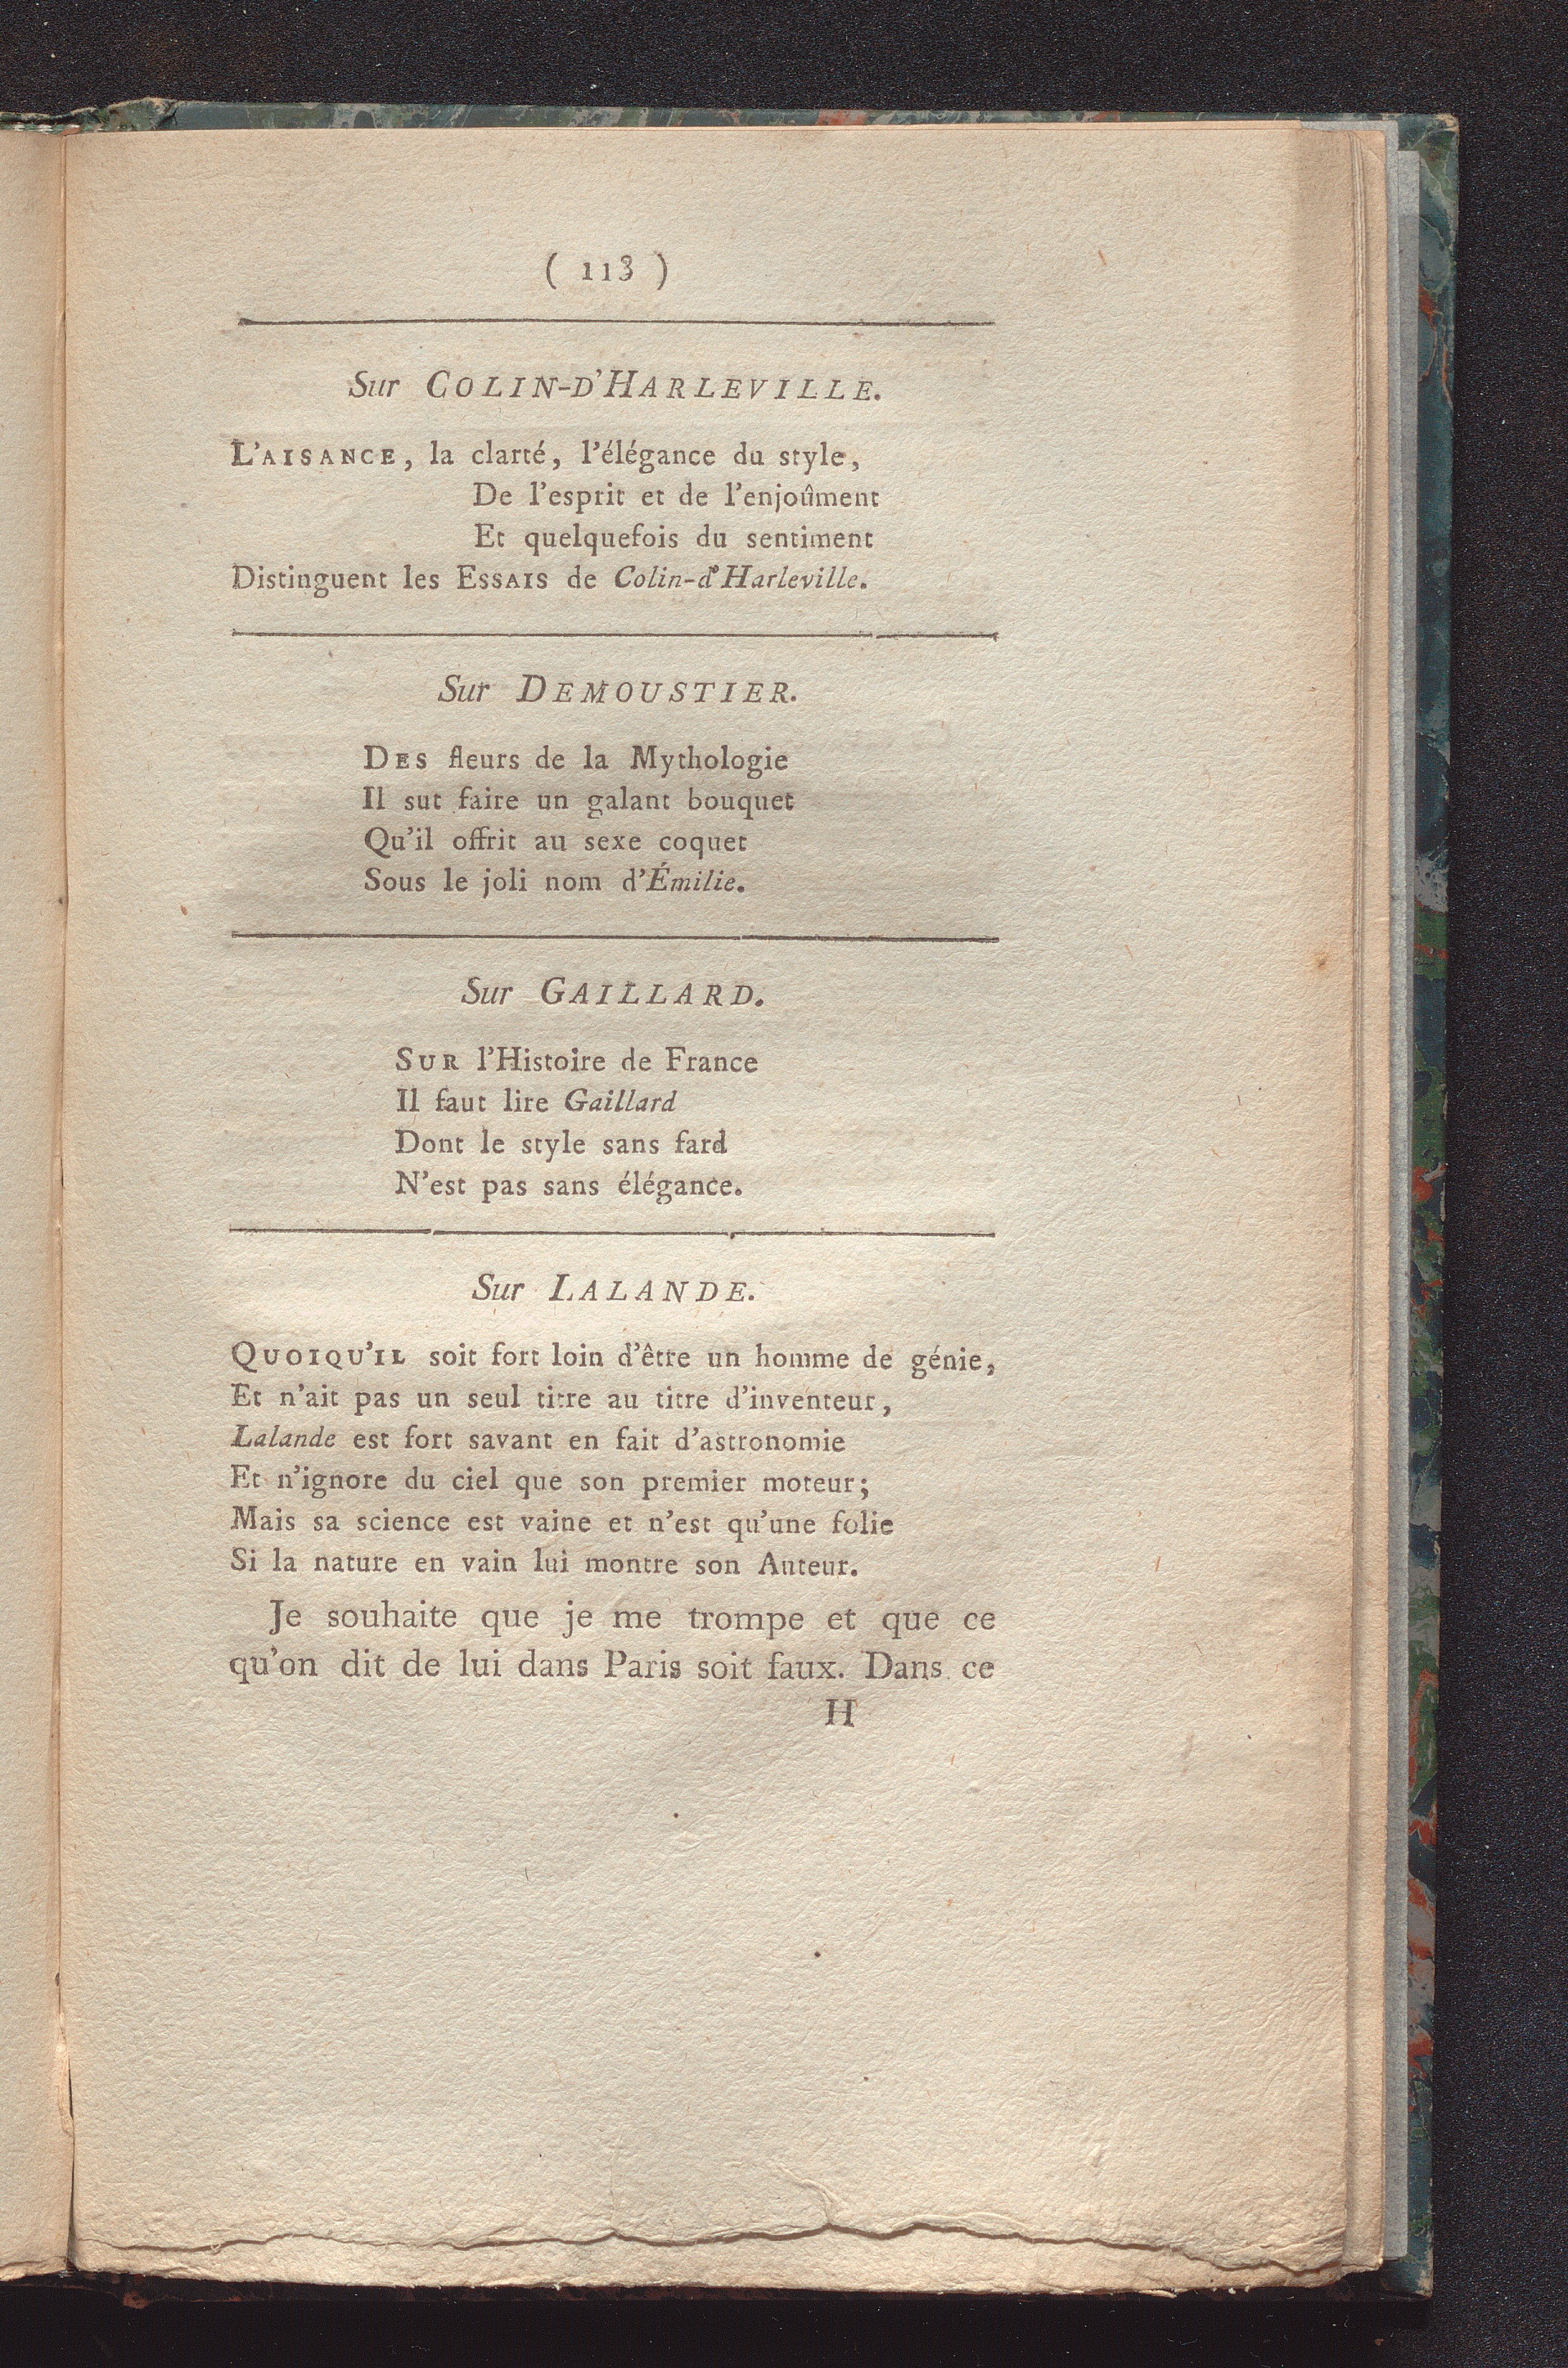 ( 113 )
Sur COLIN-D'HARLEVILLE.
L'AISANCE, la clarté, l'élégance du style,
De l'esprit et de l'enjoûment
Et quelquefois du sentiment
Distinguent les ESSAIS de Colin-d'Harleville.
Sur DEMOUSTIER.
DES fleurs de la Mythologie
Il sut faire un galant bouquet
Qu'il offrit au sexe coquet
Sous le joli nom d'Émilie.
Sur GAILLARD.
SUR l'Histoire de France
Il faut lire Gaillard
Dont le style sans fard
N'est pas sans élégance.
Sur LALANDE.
QUOIQU'IL soit fort loin d'être un homme de génie,
Et n'ait pas un seul titre au titre d'inventeur,
Lalande est fort savant en fait d'astronomie
Et n'ignore du ciel que son premier moteur;
Mais sa science est vaine et n'est qu'une folie
Si la nature en vain lui montre son Auteur.
Je souhaite que je me trompe et que ce
qu'on dit de lui dans Paris soit faux. Dans ce
H